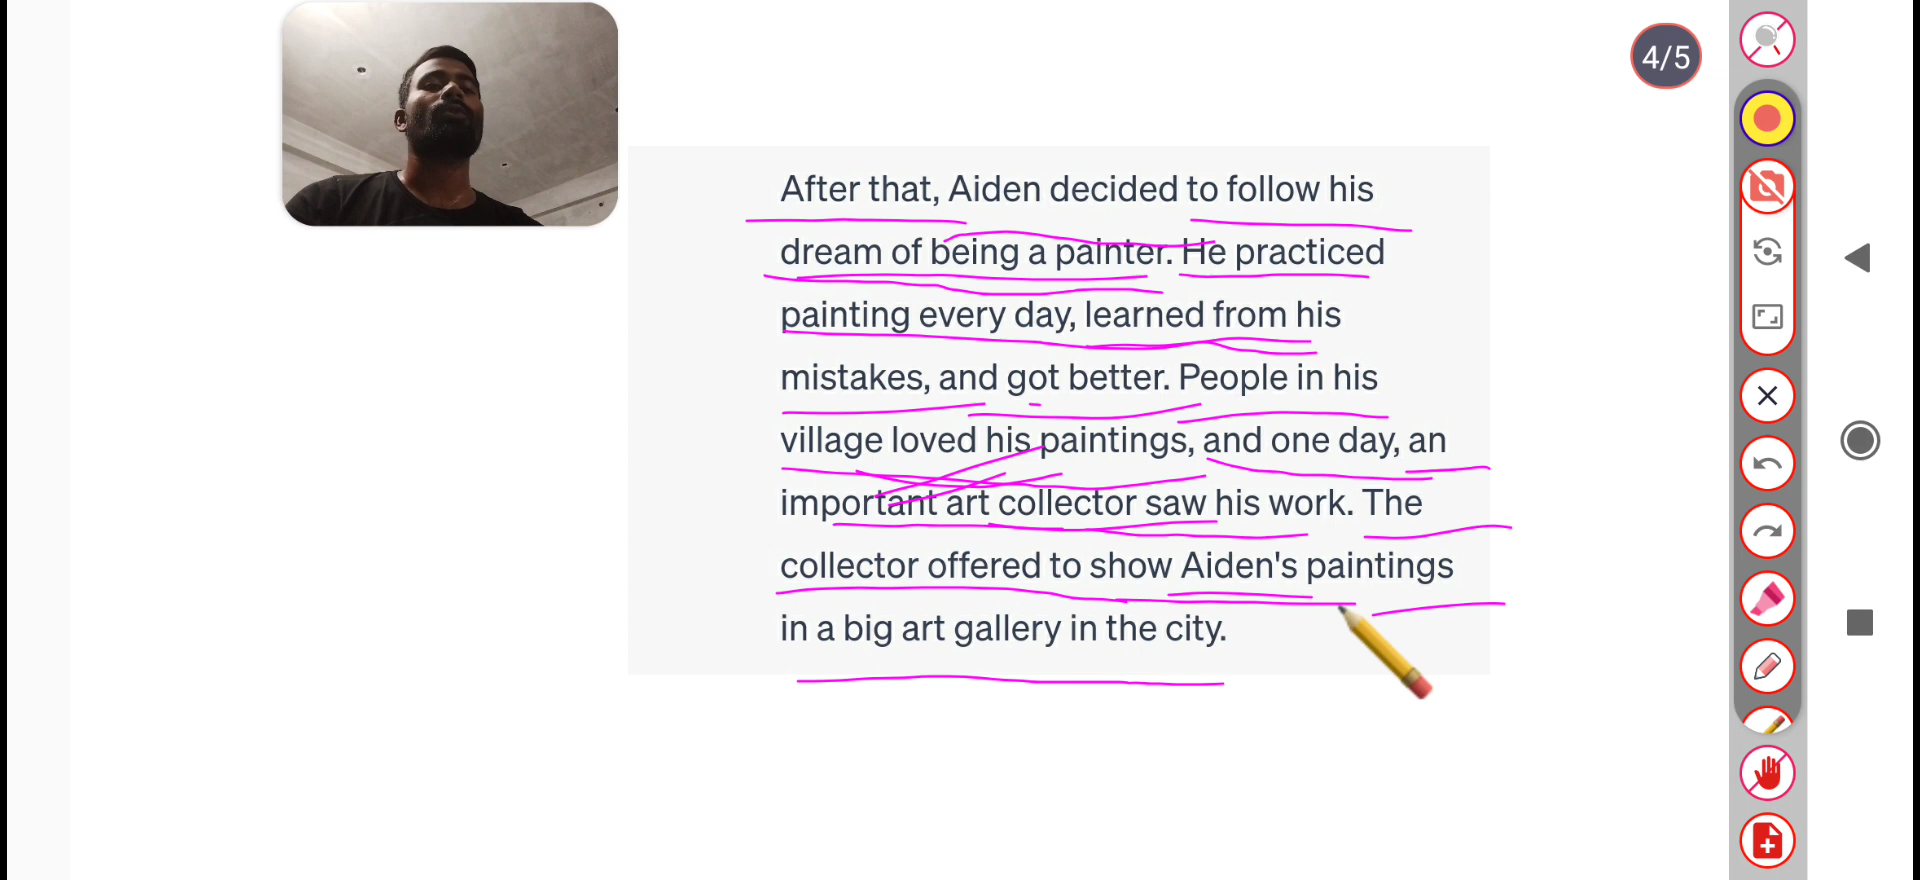 4/5
After that, Aiden decided to follow his
dream of being a painter. He practiced
painting every day, learned from his
mistakes, and got better. People in his
village loved his paintings, and one day, an
important art collector saw his work. The
collector offered to show Aiden's paintings
in a big art gallery in the city.